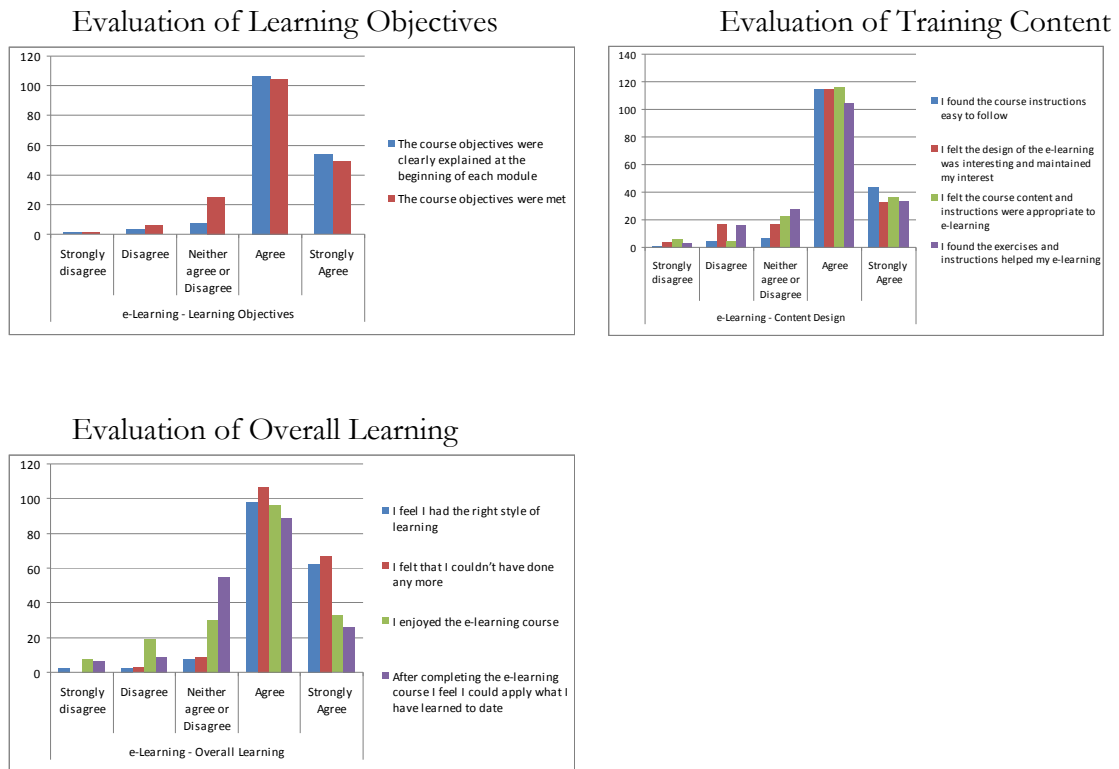 Evaluation of Learning Objectives
120
100
80
60
40
20
0
Strongly
disagree
Disagree
Neither
agree or
Disagree
Agree
Strongly
Agree
e-Learning - Learning Objectives
The course objectives were
clearly explained at the
beginning of each module
The course objectives were met
Evaluation of Training Content
140
120
100
80
60
40
20
0
Strongly
disagree
Disagree
Neither
agree or
Disagree
Agree
Strongly
Agree
e-Learning - Content Design
I found the course instructions
easy to follow
I felt the design of the e-learning
was interesting and maintained
my interest
I felt the course content and
instructions were appropriate to
e-learning
I found the exercises and
instructions helped my e-learning
Evaluation of Overall Learning
120
100
80
60
40
20
0
Strongly
disagree
Disagree
Neither
agree or
Disagree
Agree
Strongly
Agree
e-Learning - Overall Learning
I feel I had the right style of
learning
I felt that I couldn't have done
any more
I enjoyed the e-learning course
After completing the e-learning
course I feel I could apply what I
have learned to date